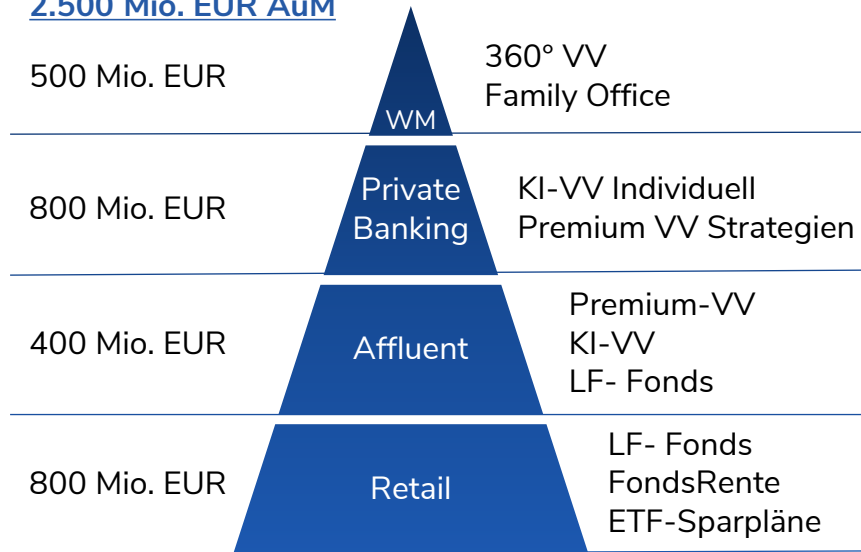 2.500 Mio. EUR AuM
500 Mio. EUR
WM
360° VV
Family Office
800 Mio. EUR
Private
Banking
KI-VV Individuell
Premium VV Strategien
400 Mio. EUR
Affluent
Premium-VV
KI-VV
LF- Fonds
800 Mio. EUR
Retail
LF- Fonds
FondsRente
ETF-Sparpläne